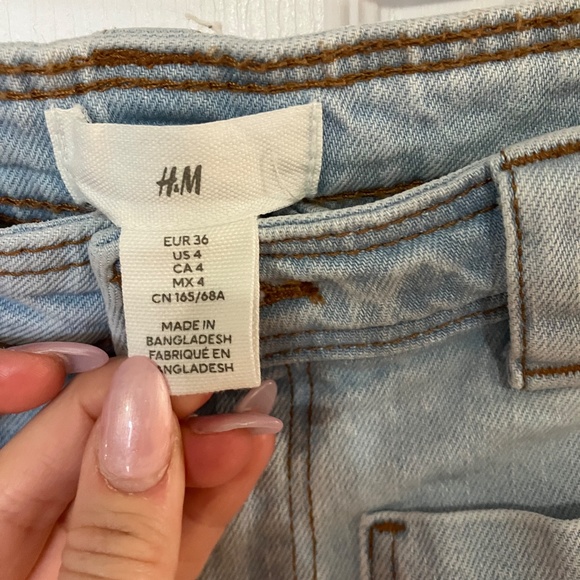 H&M
EUR 36
US 4
CA 4
MX 4
CN 165/68A
MADE IN
BANGLADESH
FABRIQUÉ EN
BANGLADESH